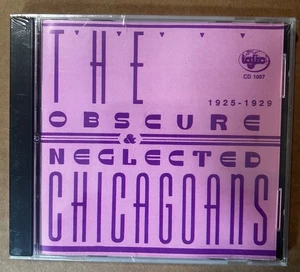 THE
CD 1007
1925-1929
OBSCURE
&
NEGLECTED
CHICAGOANS